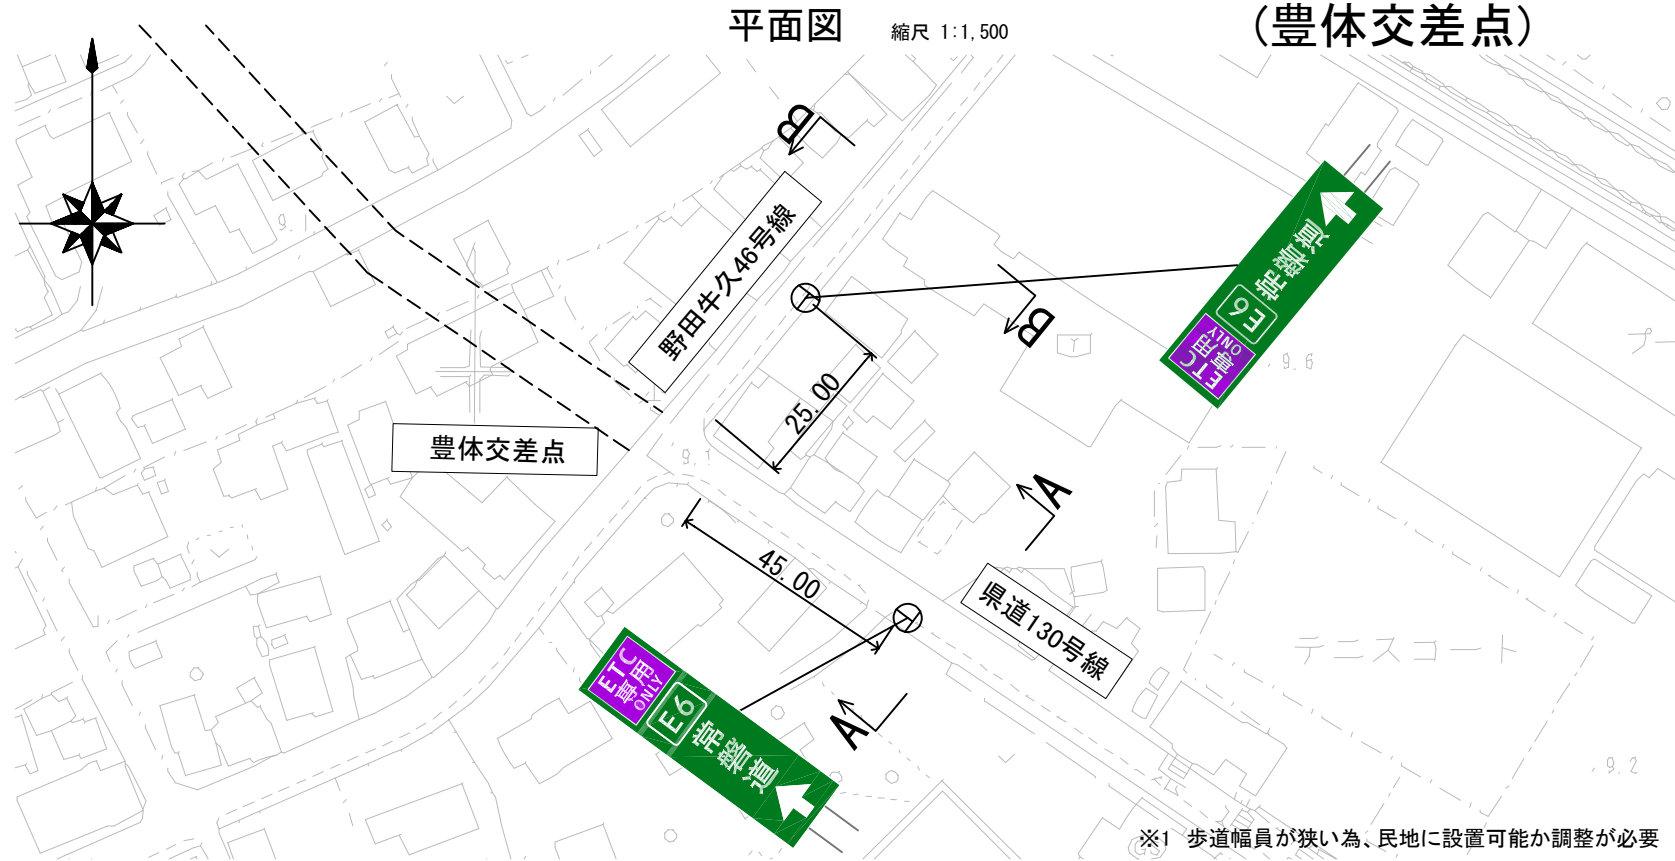 平面図 縮尺 1:1,500
(豊体交差点)
B
野田牛久46号線
B
常磐道
E6
ETC
専用
ONLY
9.6
25.00
豊体交差点
9.1
A
45.00
県道130号線
テニスコート
ETC
専用
ONLY
E6
常磐道
A
9.2
※1 歩道幅員が狭い為、民地に設置可能か調整が必要